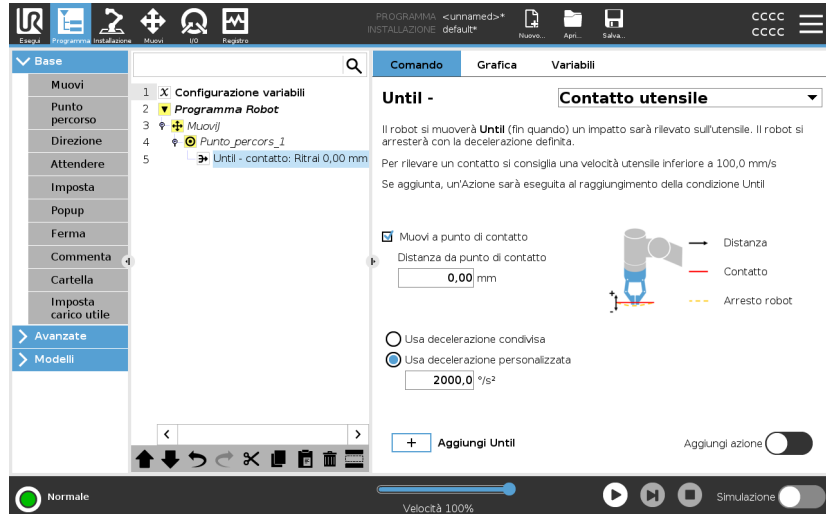 UR
PROGRAMMA <unnamed>*
INSTALLAZIONE default*
cccc
cccc
Esegui Programma Installazione Muovi I/O Registro Nuovo... Apri... Salva...
Base
Muovi
Punto percorso
Direzione
Attendere
Imposta
Popup
Ferma
Commenta
Cartella
Imposta carico utile
Avanzate
Modelli
1 X Configurazione variabili
2 Programma Robot
3 MuoviJ
4 Punto_percors_1
5 Until - contatto: Ritrai 0,00 mm
Comando Grafica Variabili
Until - Contatto utensile
Il robot si muoverà Until (fin quando) un impatto sarà rilevato sull'utensile. Il robot si
arresterà con la decelerazione definita.
Per rilevare un contatto si consiglia una velocità utensile inferiore a 100,0 mm/s
Se aggiunta, un'Azione sarà eseguita al raggiungimento della condizione Until
Muovi a punto di contatto
Distanza da punto di contatto
0,00 mm
Distanza
Contatto
Arresto robot
+
-
Usa decelerazione condivisa
Usa decelerazione personalizzata
2000,0 °/s²
+ Aggiungi Until
Aggiungi azione
Normale
Velocità 100%
Simulazione